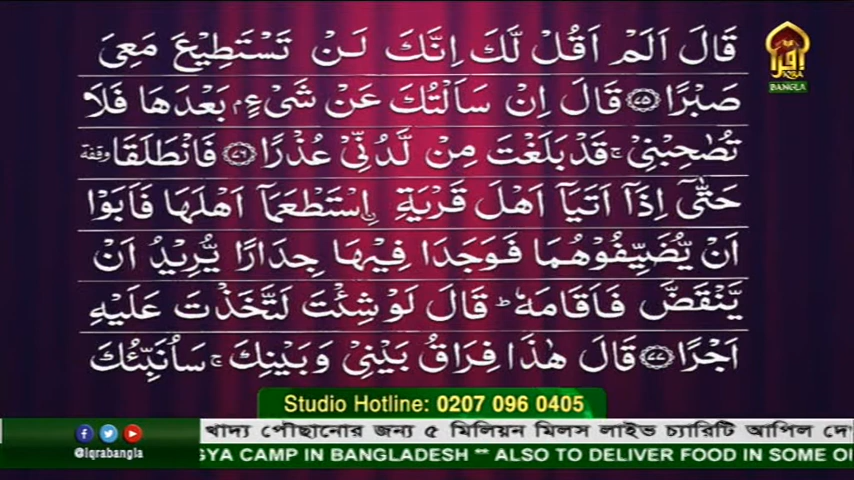 قَالَ اَلَمْ اَقُلْ لَّكَ اِنَّكَ لَنْ تَسْتَطِيْعَ مَعِىَ
صَبْرًا ﴿٧٥﴾ قَالَ اِنْ سَاَلْتُكَ عَنْ شَىْءٍۭ بَعْدَهَا فَلَا
تُصٰحِبْنِىْ ۚ قَدْ بَلَغْتَ مِنْ لَّدُنِّىْ عُذْرًا ﴿٧٦﴾ فَانْطَلَقَا وقفة
حَتّٰٓى اِذَآ اَتَيَآ اَهْلَ قَرْيَةِ ۨاسْتَطْعَمَآ اَهْلَهَا فَاَبَوْا
اَنْ يُّضَيِّفُوْهُمَا فَوَجَدَا فِيْهَا جِدَارًا يُّرِيْدُ اَنْ
يَّنْقَضَّ فَاَقَامَهٗ ؕ قَالَ لَوْ شِئْتَ لَتَّخَذْتَ عَلَيْهِ
اَجْرًا ﴿٧٧﴾ قَالَ هٰذَا فِرَاقُ بَيْنِىْ وَبَيْنِكَ ۚ سَاُنَبِّئُكَ
IQRA
BANGLA
Studio Hotline: 0207 096 0405
খাদ্য পৌছানোর জন্য ৫ মিলিয়ন মিলস লাইভ চ্যারিটি আপিল
@iqrabangla
GYA CAMP IN BANGLADESH ** ALSO TO DELIVER FOOD IN SOME